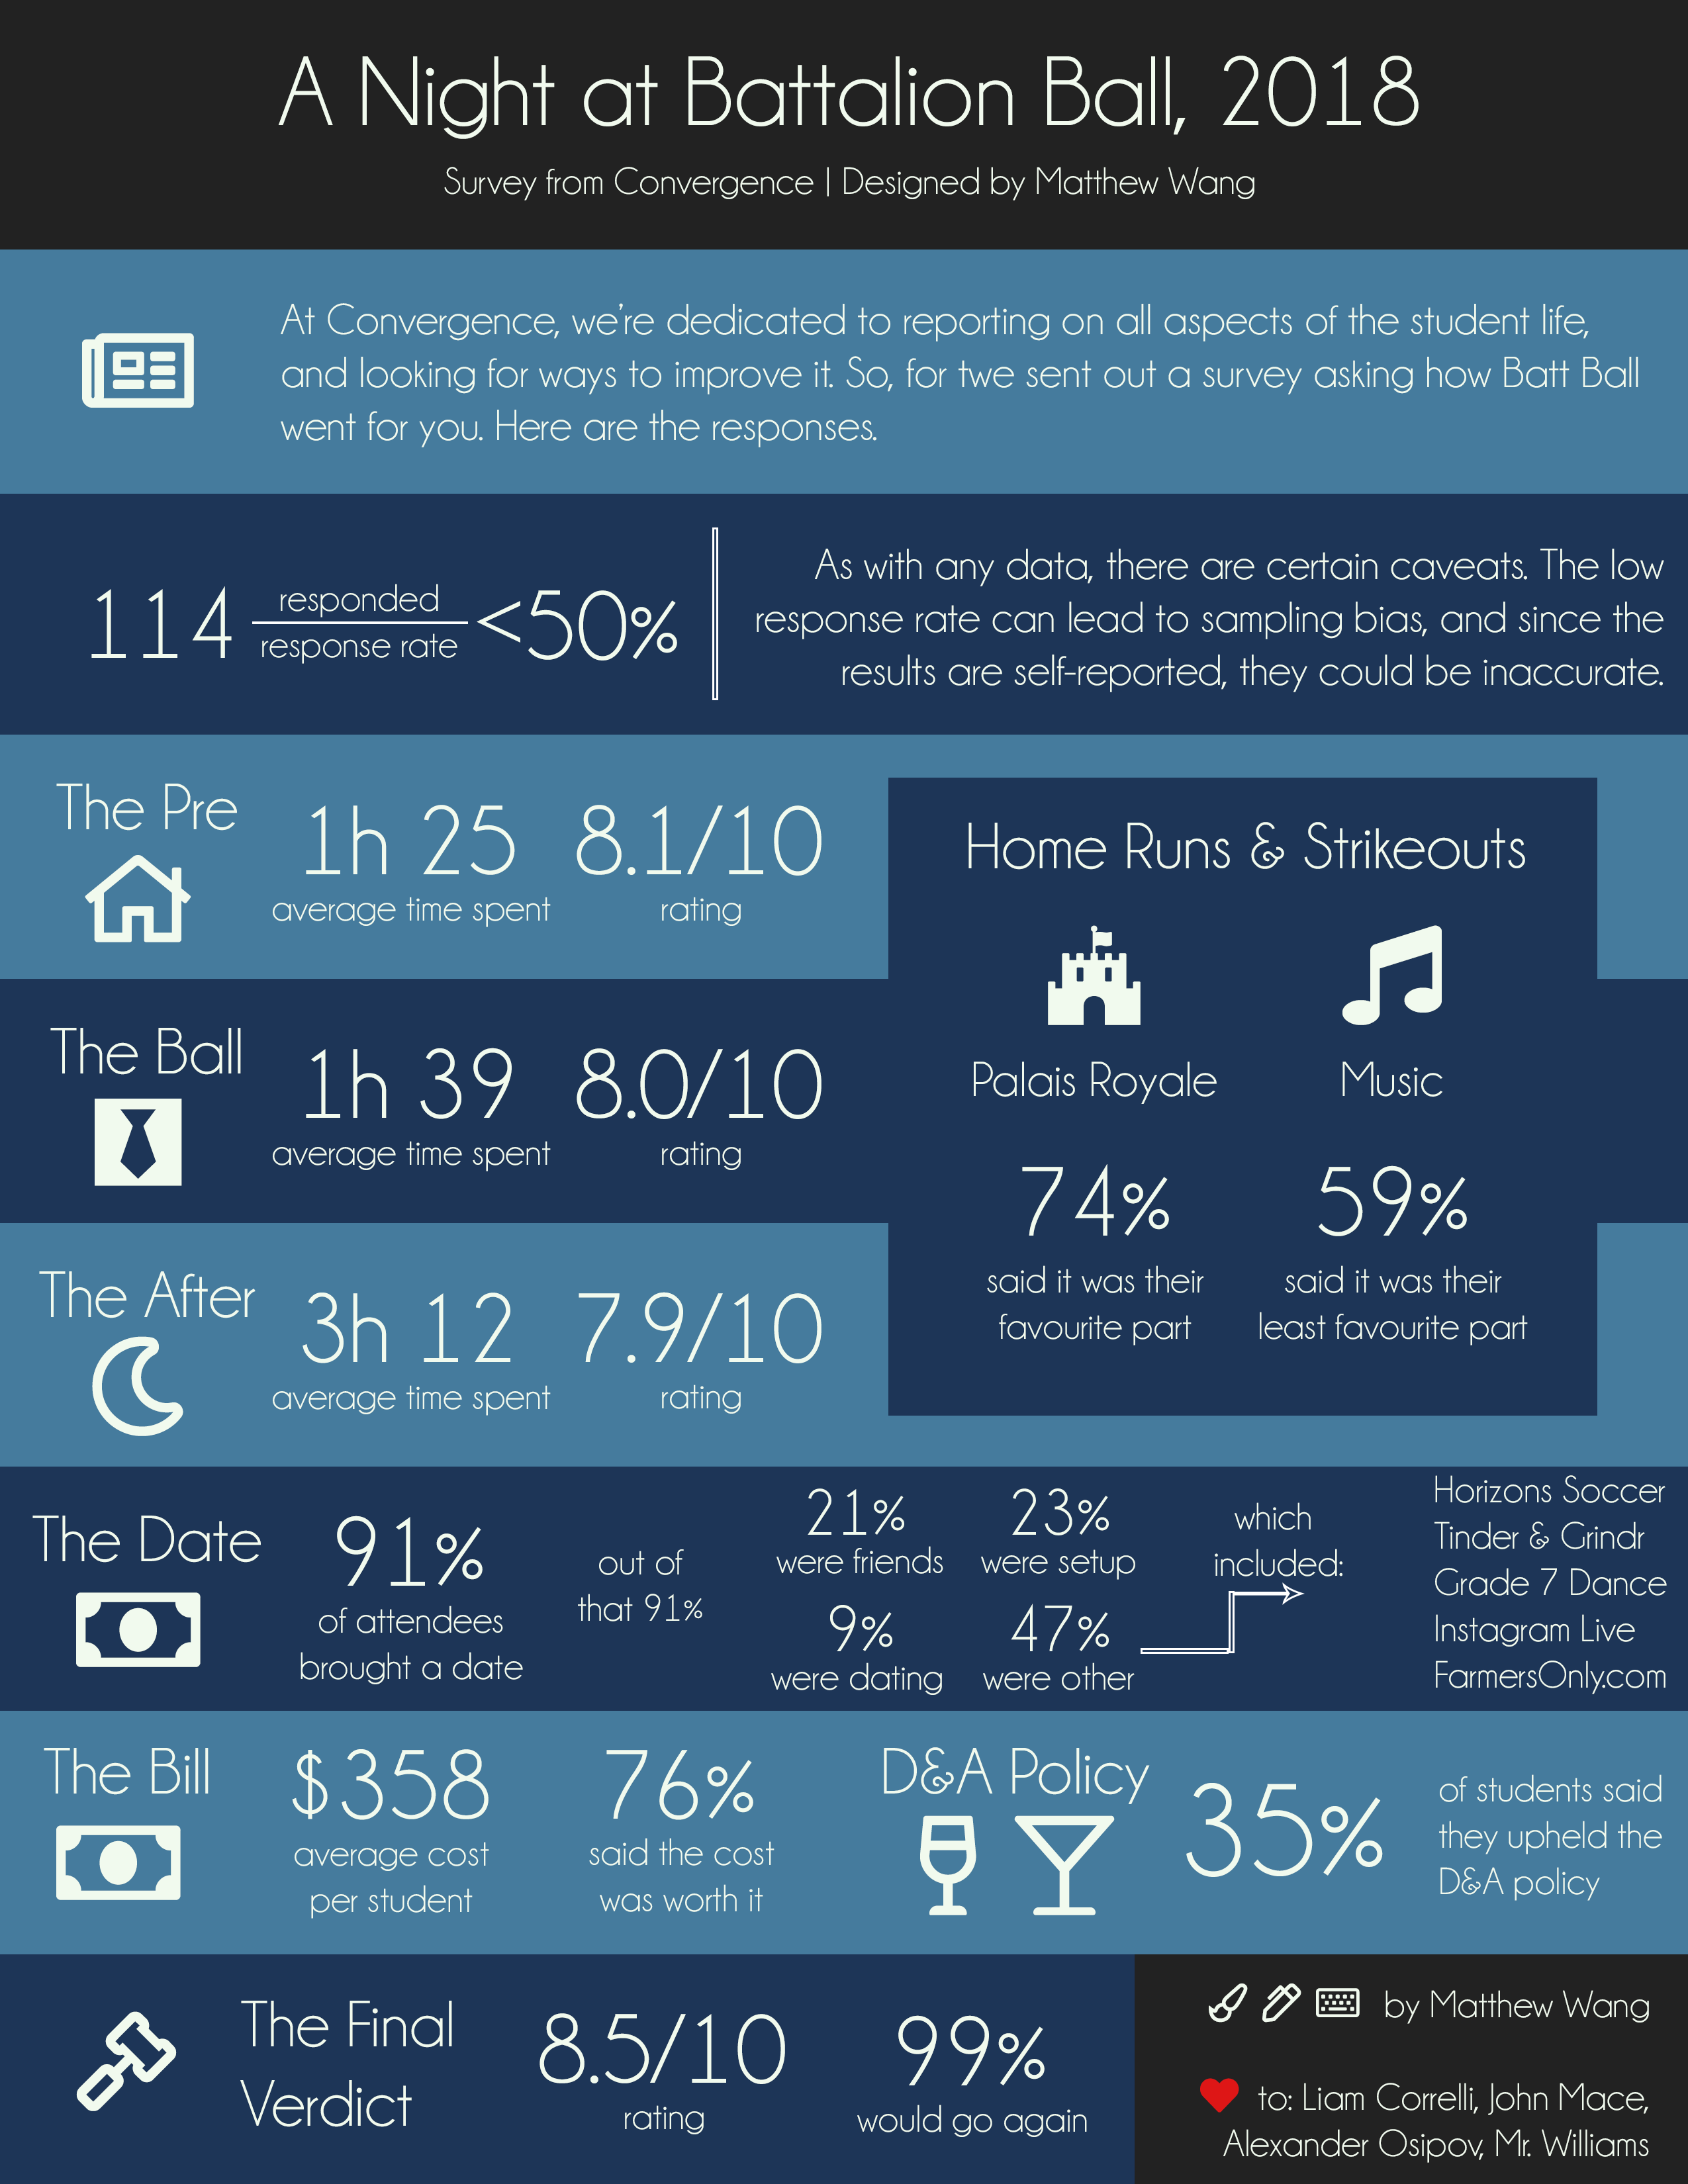 A Night at Battalion Ball, 2018
Survey from Convergence | Designed by Matthew Wang
At Convergence, we're dedicated to reporting on all aspects of the student life,
and looking for ways to improve it. So, for twe sent out a survey asking how Batt Ball
went for you. Here are the responses.
114
responded
response rate
<50%
As with any data, there are certain caveats. The low
response rate can lead to sampling bias, and since the
results are self-reported, they could be inaccurate.
The Pre
1h 25
average time spent
8.1/10
rating
The Ball
1h 39
average time spent
8.0/10
rating
The After
3h 12
average time spent
7.9/10
rating
Home Runs & Strikeouts
Palais Royale
74%
said it was their
favourite part
Music
59%
said it was their
least favourite part
The Date
91%
of attendees
brought a date
out of
that 91%
21%
were friends
23%
were setup
9%
were dating
47%
were other
which
included:
Horizons Soccer
Tinder & Grindr
Grade 7 Dance
Instagram Live
FarmersOnly.com
The Bill
$358
average cost
per student
76%
said the cost
was worth it
D&A Policy
35%
of students said
they upheld the
D&A policy
The Final
Verdict
8.5/10
rating
99%
would go again
by Matthew Wang
to: Liam Correlli, John Mace,
Alexander Osipov, Mr. Williams